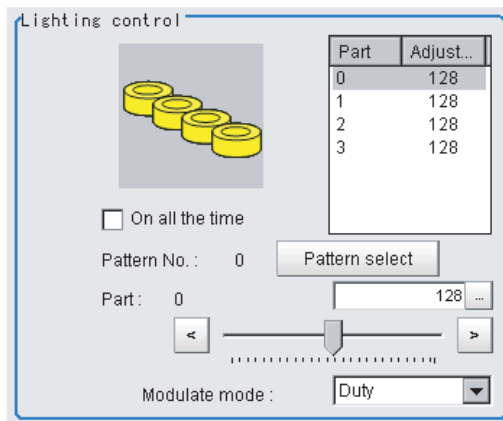 Lighting control
Part Adjust...
0 128
1 128
2 128
3 128
On all the time
Pattern No. : 0 Pattern select
Part : 0 128 ...
< >
Modulate mode : Duty